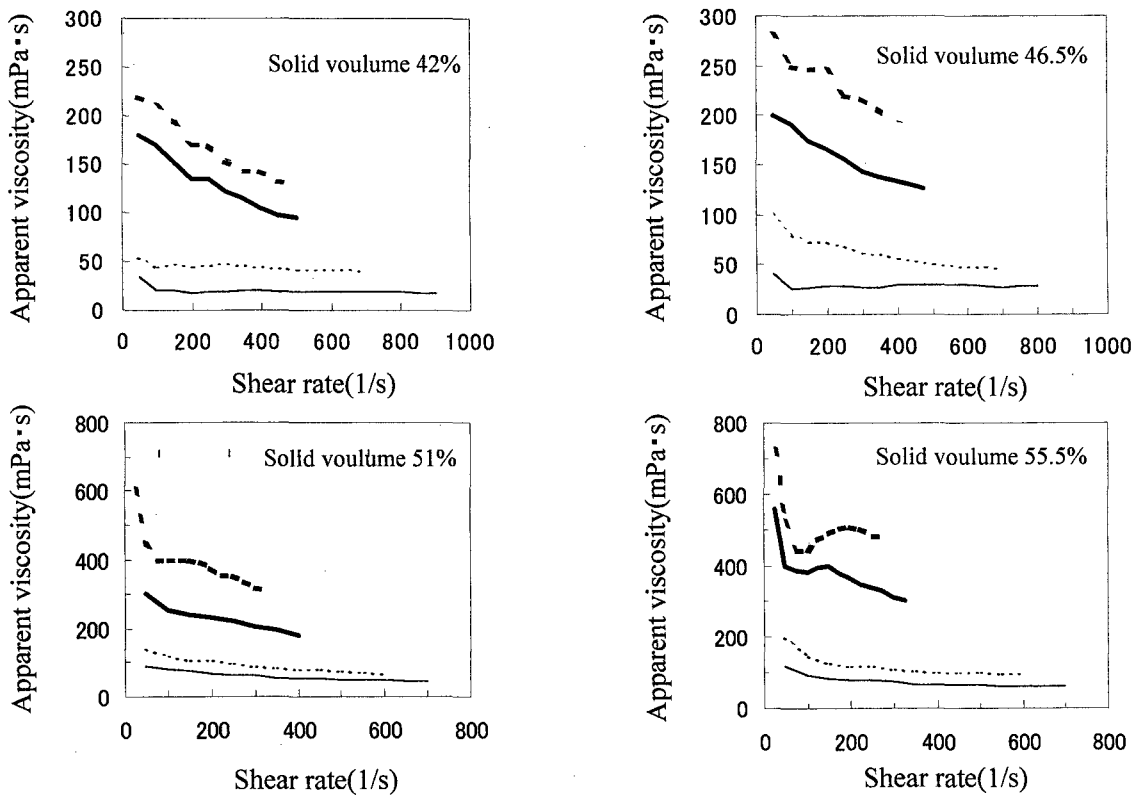 Apparent viscosity(mPa・s)
300
250
200
150
100
50
0
Solid voulume 42%
0 200 400 600 800 1000
Shear rate(1/s)
Apparent viscosity(mPa・s)
300
250
200
150
100
50
0
Solid voulume 46.5%
0 200 400 600 800 1000
Shear rate(1/s)
Apparent viscosity(mPa・s)
800
600
400
200
0
Solid voulume 51%
0 200 400 600 800
Shear rate(1/s)
Apparent viscosity(mPa・s)
800
600
400
200
0
Solid voulume 55.5%
0 200 400 600 800
Shear rate(1/s)